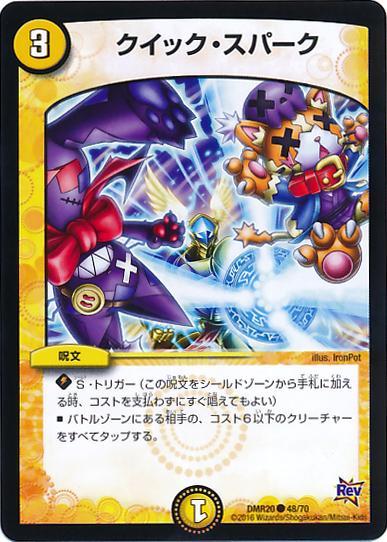 3
クイック・スパーク
呪文
illus. IronPot
S・トリガー (この呪文をシールドゾーンから手札に加え
る時、コストを支払わずにすぐ唱えてもよい)
■ バトルゾーンにある相手の、コスト6以下のクリーチャー
をすべてタップする。
1
Rev
DMR20 ● 48/70
©2016 Wizards/Shogakukan/Mitsui-Kids